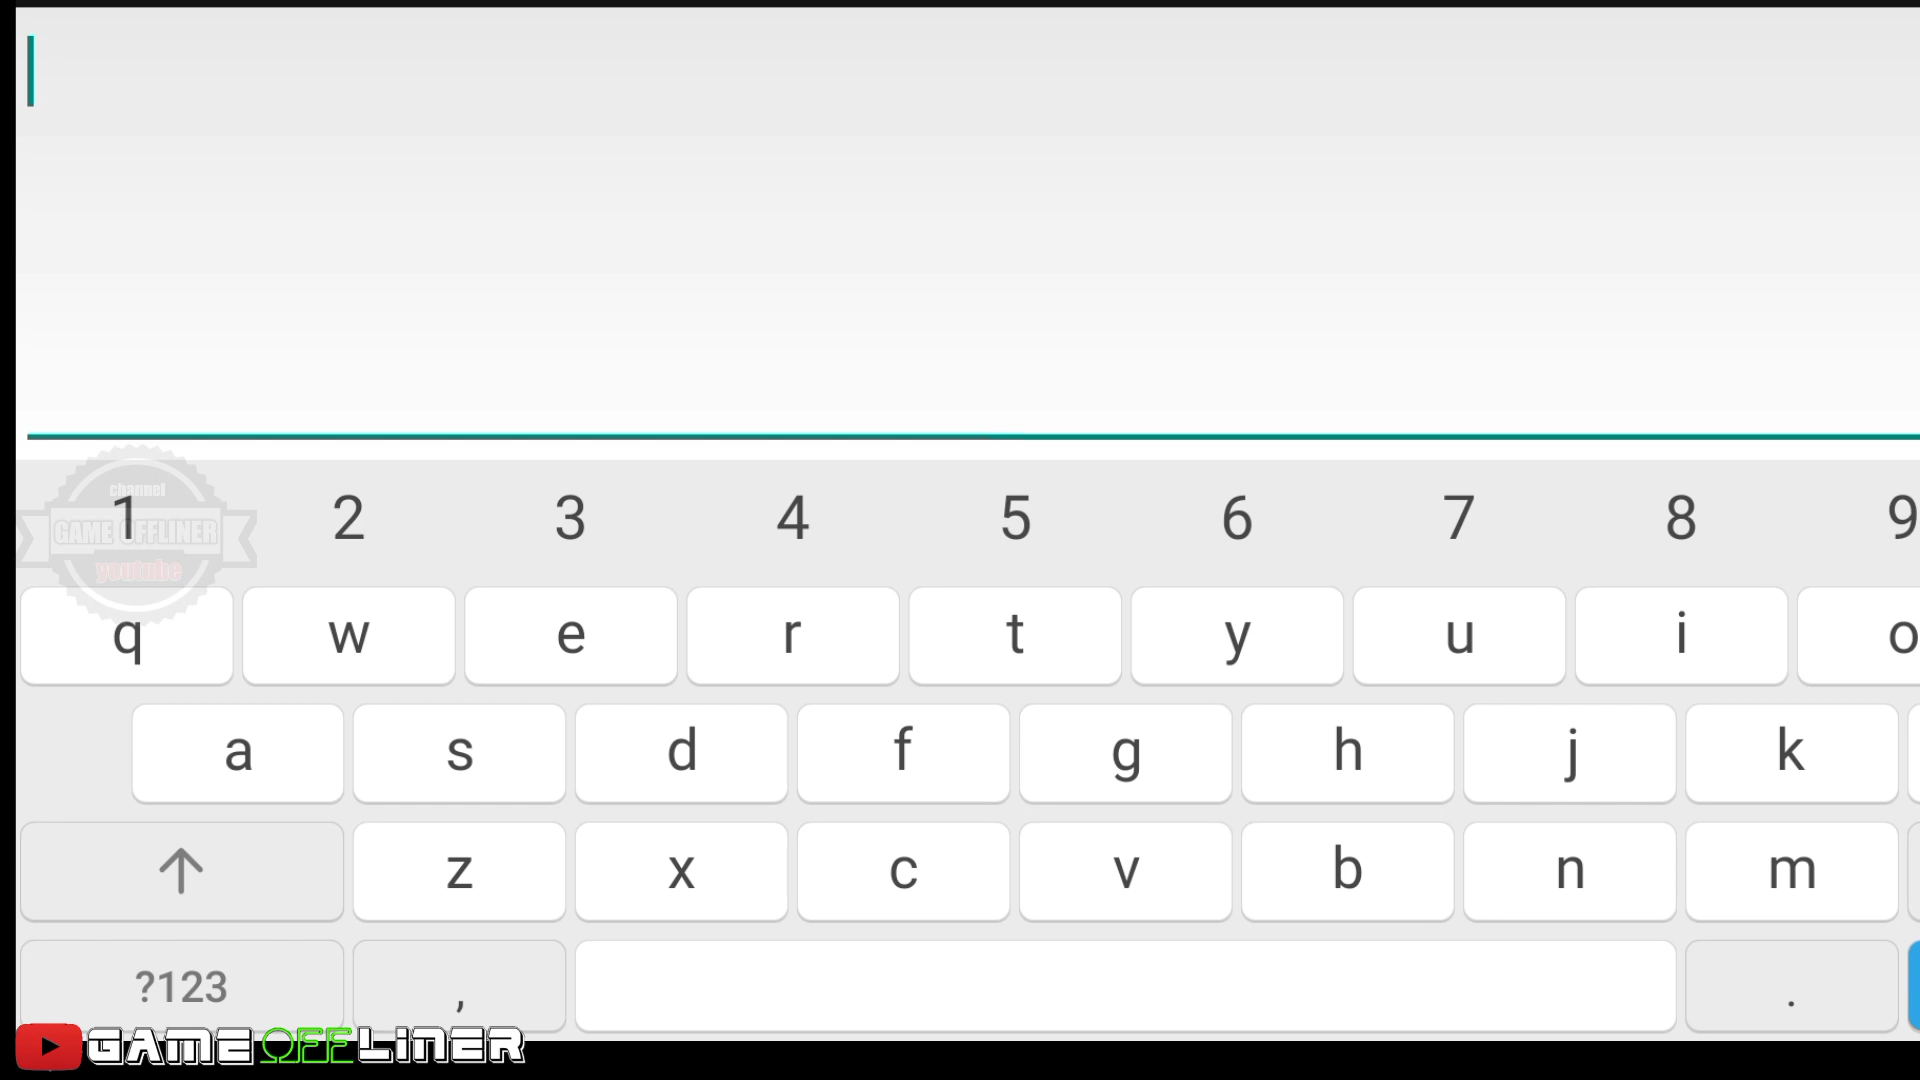 1 2 3 4 5 6 7 8 9
channel
GAME OFFLINER
youtube
q w e r t y u i o
a s d f g h j k
z x c v b n m
?123 , .
GAME OFFLINER